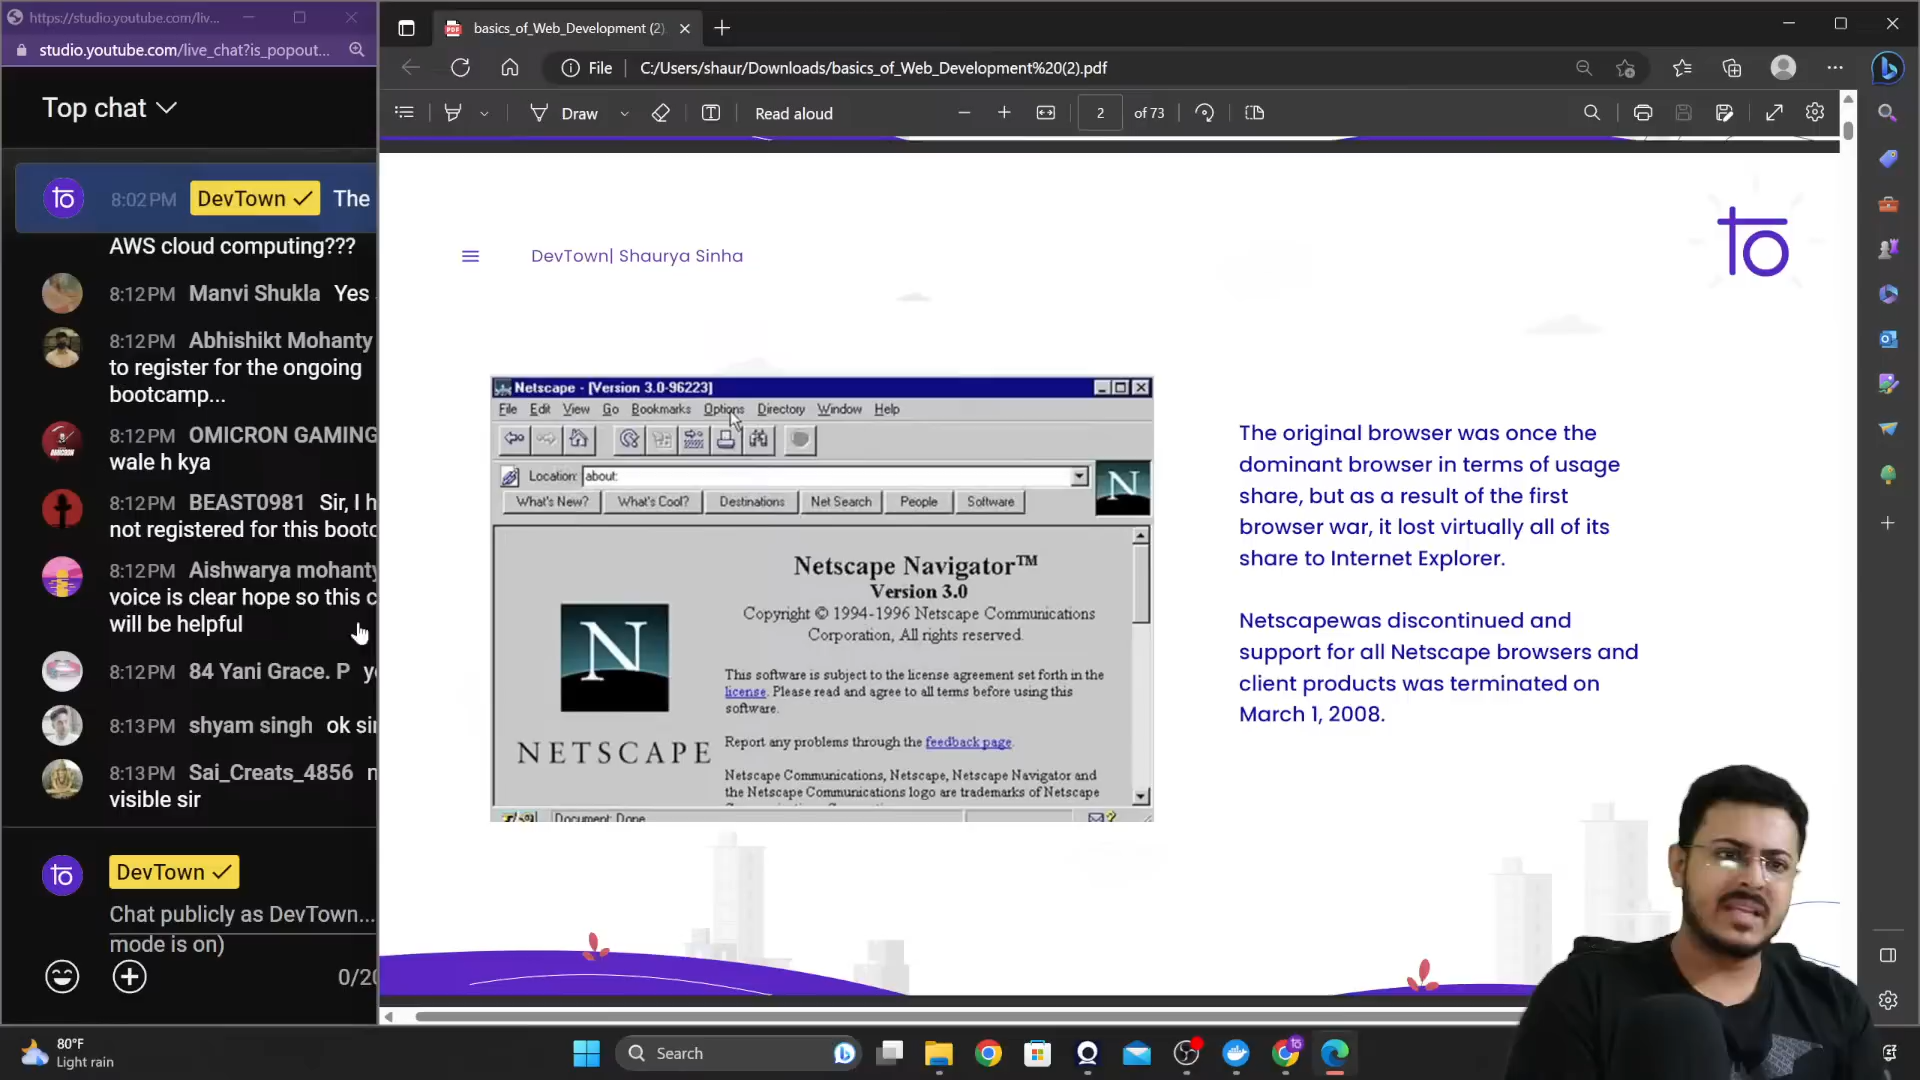 https://studio.youtube.com/liv...
studio.youtube.com/live_chat?is_popout...
Top chat
8:02 PM DevTown The
AWS cloud computing???
8:12 PM Manvi Shukla Yes
8:12 PM Abhishikt Mohanty
to register for the ongoing
bootcamp...
8:12 PM OMICRON GAMING
wale h kya
8:12 PM BEAST0981 Sir, I h
not registered for this bootc
8:12 PM Aishwarya mohanty
voice is clear hope so this c
will be helpful
8:12 PM 84 Yani Grace. P
8:13 PM shyam singh ok sir
8:13 PM Sai_Creats_4856
visible sir
DevTown
Chat publicly as DevTown...
mode is on)
0/20
basics_of_Web_Development (2).
File C:/Users/shaur/Downloads/basics_of_Web_Development%20(2).pdf
Draw Read aloud 2 of 73
DevTown| Shaurya Sinha
to
Netscape - [Version 3.0-96223]
File Edit View Go Bookmarks Options Directory Window Help
Location: about:
What's New? What's Cool? Destinations Net Search People Software
N
Netscape Navigator™
Version 3.0
Copyright © 1994-1996 Netscape Communications
Corporation, All rights reserved.
This software is subject to the license agreement set forth in the
license. Please read and agree to all terms before using this
software.
Report any problems through the feedback page.
Netscape Communications, Netscape, Netscape Navigator and
the Netscape Communications logo are trademarks of Netscape
N
NETSCAPE
Document: Done
The original browser was once the
dominant browser in terms of usage
share, but as a result of the first
browser war, it lost virtually all of its
share to Internet Explorer.
Netscapewas discontinued and
support for all Netscape browsers and
client products was terminated on
March 1, 2008.
80°F
Light rain
Search